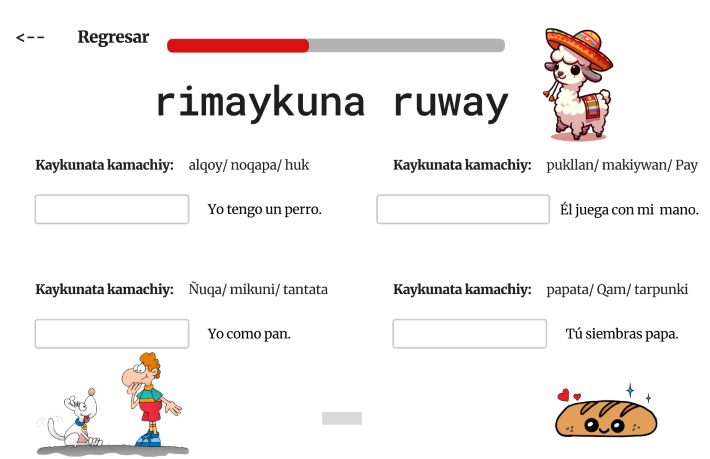 <-- Regresar
rimaykuna ruway
Kaykunata kamachiy: alqoy/ noqapa/ huk
Yo tengo un perro.
Kaykunata kamachiy: pukllan/ makiywan/ Pay
Él juega con mi mano.
Kaykunata kamachiy: Ñuqa/ mikuni/ tantata
Yo como pan.
Kaykunata kamachiy: papata/ Qam/ tarpunki
Tú siembras papa.